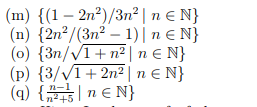 (m) {(1 − 2n²)/3n² | n ∈ ℕ}
(n) {2n²/(3n² − 1) | n ∈ ℕ}
(o) {3n/√1 + n² | n ∈ ℕ}
(p) {3/√1 + 2n² | n ∈ ℕ}
(q) {n−1/n²+5 | n ∈ ℕ}